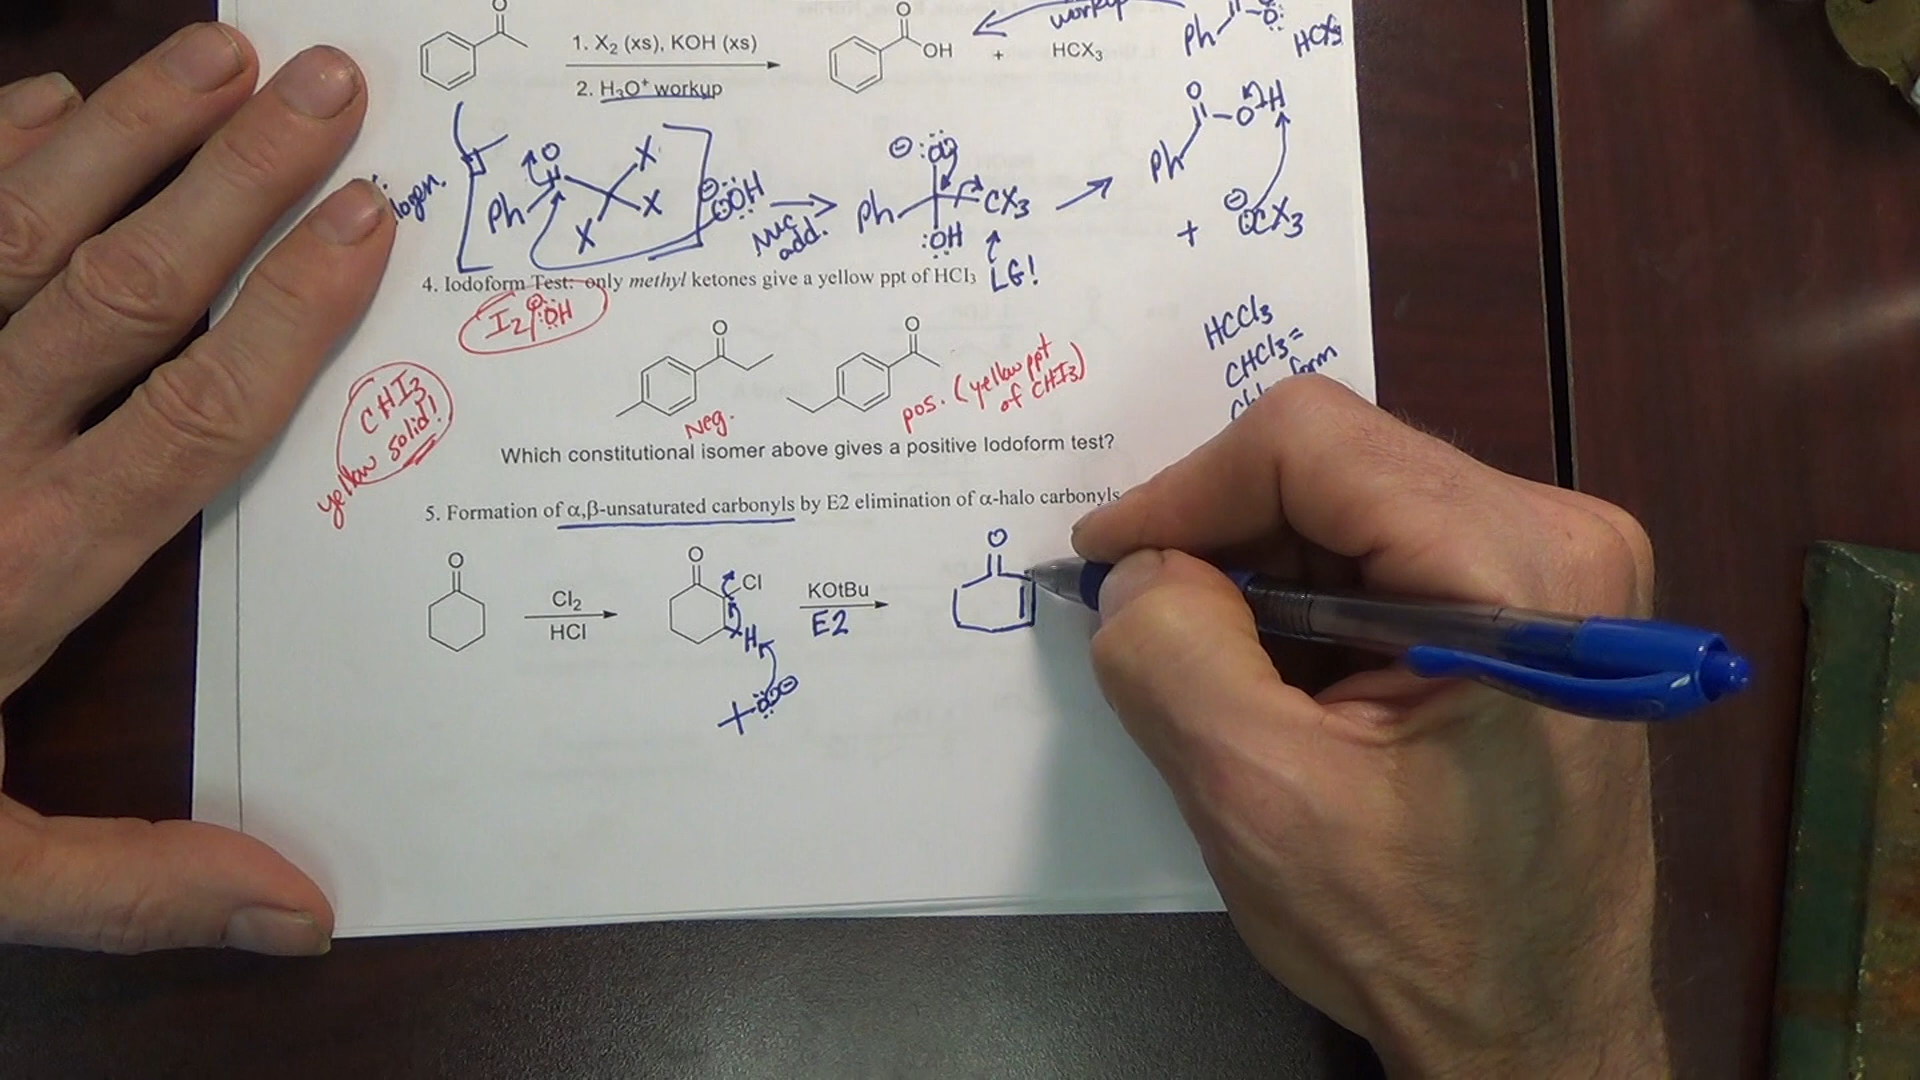 O
O
workup
O
Ph O:
HCX3
1. X2 (xs), KOH (xs)
2. H3O+ workup
OH
+
HCX3
logen.
Ph O X X X
⊖:ÖH
Nuc. add.
⊖:O:
Ph CX3
:OH
LG!
O
Ph O H
+ ⊖:CX3
4. Iodoform Test: only methyl ketones give a yellow ppt of HCI3
I2/⊖:ÖH
CHI3
yellow solid!
O
O
Neg.
pos. (yellow ppt
of CHI3)
HCCl3
CHCl3 =
Which constitutional isomer above gives a positive Iodoform test?
5. Formation of α,β-unsaturated carbonyls by E2 elimination of α-halo carbonyls
O
Cl2
HCl
O
Cl
H
:Ö:⊖
KOtBu
E2
O